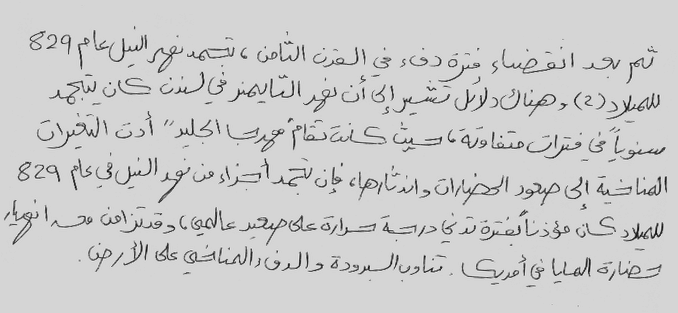 ثم بعد انقضاء فترة دفء في القرن الثامن ، تجمد نهر النيل عام 829
للميلاد (2) وهناك دلائل تشير إلى أن نهر التايمز في لندن كان يتجمد
سنوياً في فترات متفاوتة ، حيث كانت تقام "مهرجانا الجليد" أدت التغيرات
المناخية إلى صعود الحضارات واندثارها، فإن تجمد أجزاء من نهر النيل في عام 829
للميلاد كان مؤذناً بفترة تدني درجة حرارة على صعيد عالمي، وقد تزامن معه انهيار
حضارة المايا في أمريكا . تناوب البرودة والدفء المناخي على الأرض .